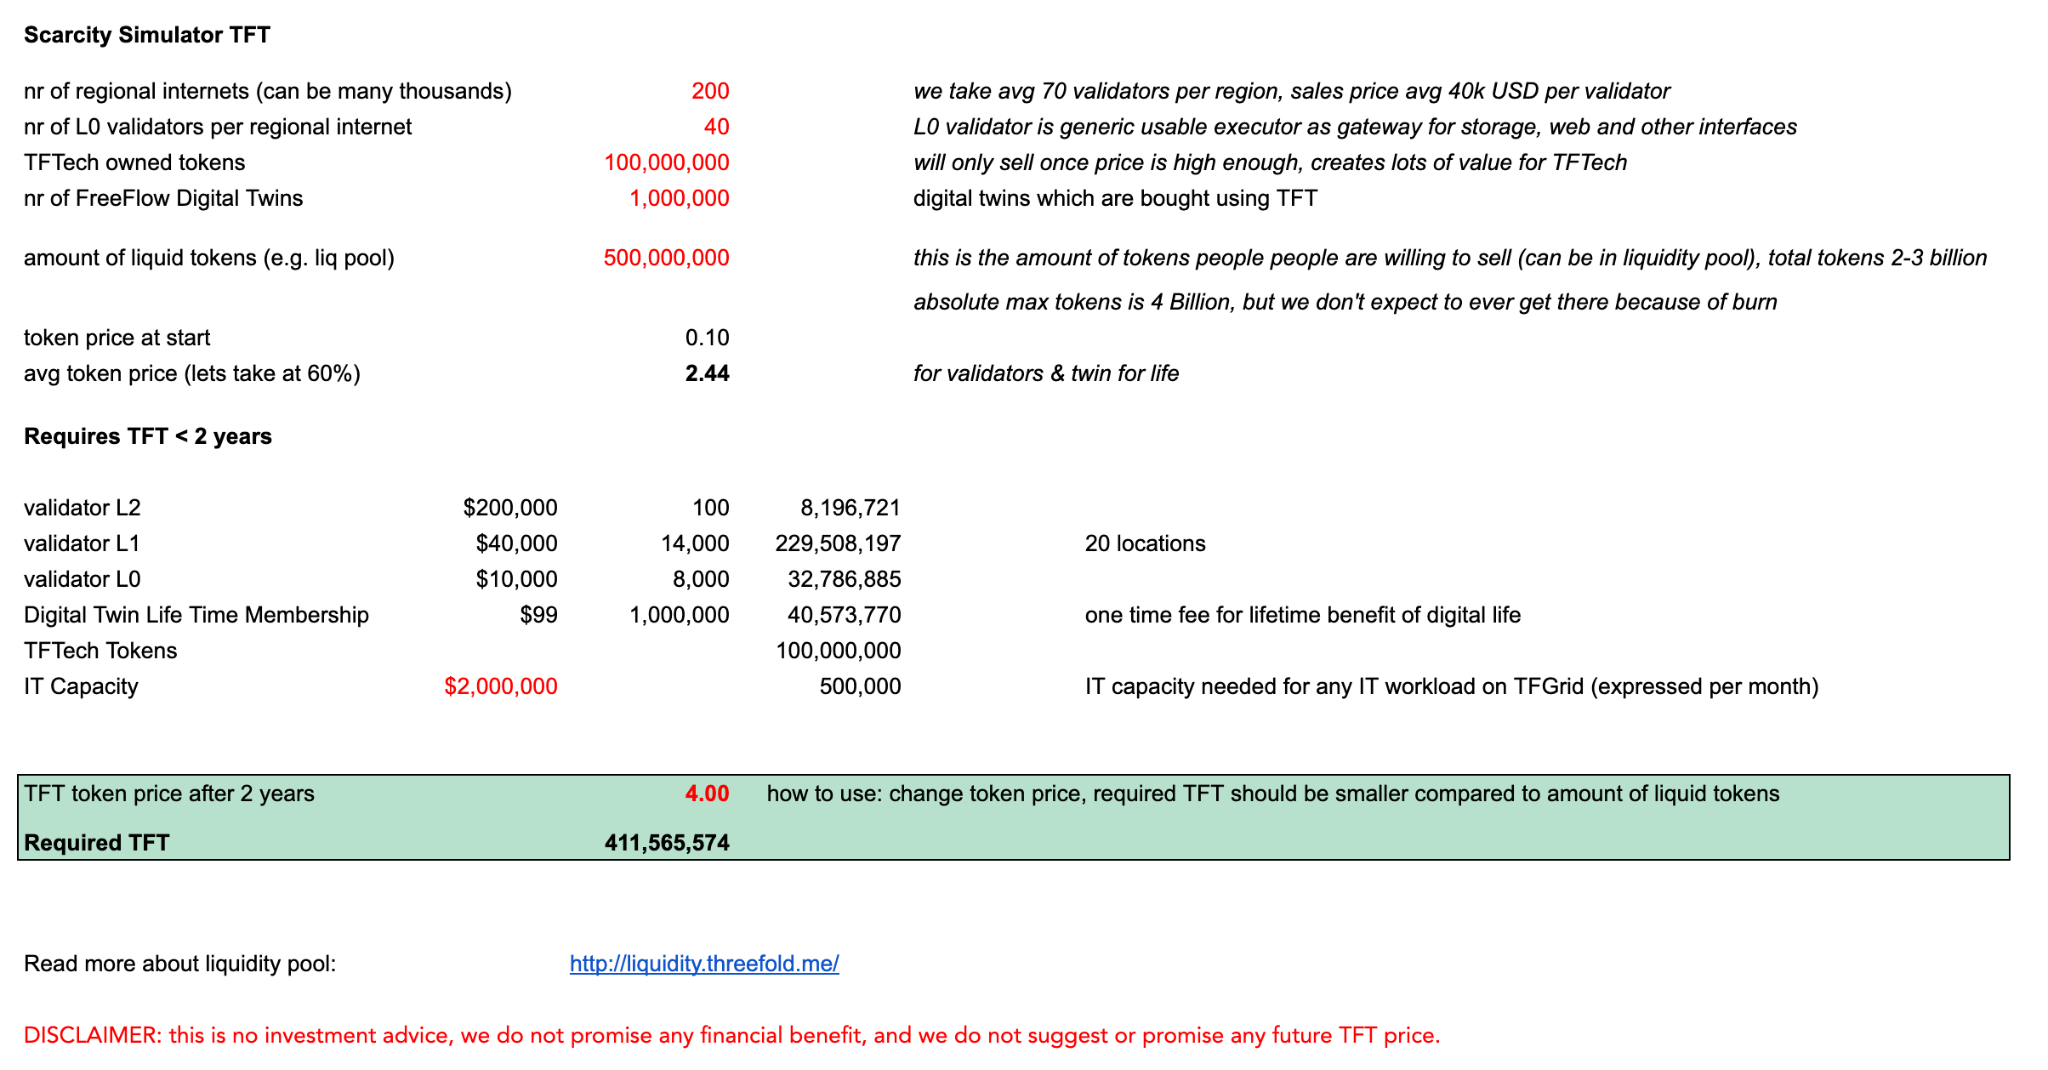 Scarcity Simulator TFT
nr of regional internets (can be many thousands) 200 we take avg 70 validators per region, sales price avg 40k USD per validator
nr of L0 validators per regional internet 40 L0 validator is generic usable executor as gateway for storage, web and other interfaces
TFTech owned tokens 100,000,000 will only sell once price is high enough, creates lots of value for TFTech
nr of FreeFlow Digital Twins 1,000,000 digital twins which are bought using TFT
amount of liquid tokens (e.g. liq pool) 500,000,000 this is the amount of tokens people people are willing to sell (can be in liquidity pool), total tokens 2-3 billion
absolute max tokens is 4 Billion, but we don't expect to ever get there because of burn
token price at start 0.10
avg token price (lets take at 60%) 2.44 for validators & twin for life
Requires TFT < 2 years
validator L2 $200,000 100 8,196,721
validator L1 $40,000 14,000 229,508,197 20 locations
validator L0 $10,000 8,000 32,786,885
Digital Twin Life Time Membership $99 1,000,000 40,573,770 one time fee for lifetime benefit of digital life
TFTech Tokens 100,000,000
IT Capacity $2,000,000 500,000 IT capacity needed for any IT workload on TFGrid (expressed per month)
TFT token price after 2 years 4.00 how to use: change token price, required TFT should be smaller compared to amount of liquid tokens
Required TFT 411,565,574
Read more about liquidity pool: http://liquidity.threefold.me/
DISCLAIMER: this is no investment advice, we do not promise any financial benefit, and we do not suggest or promise any future TFT price.